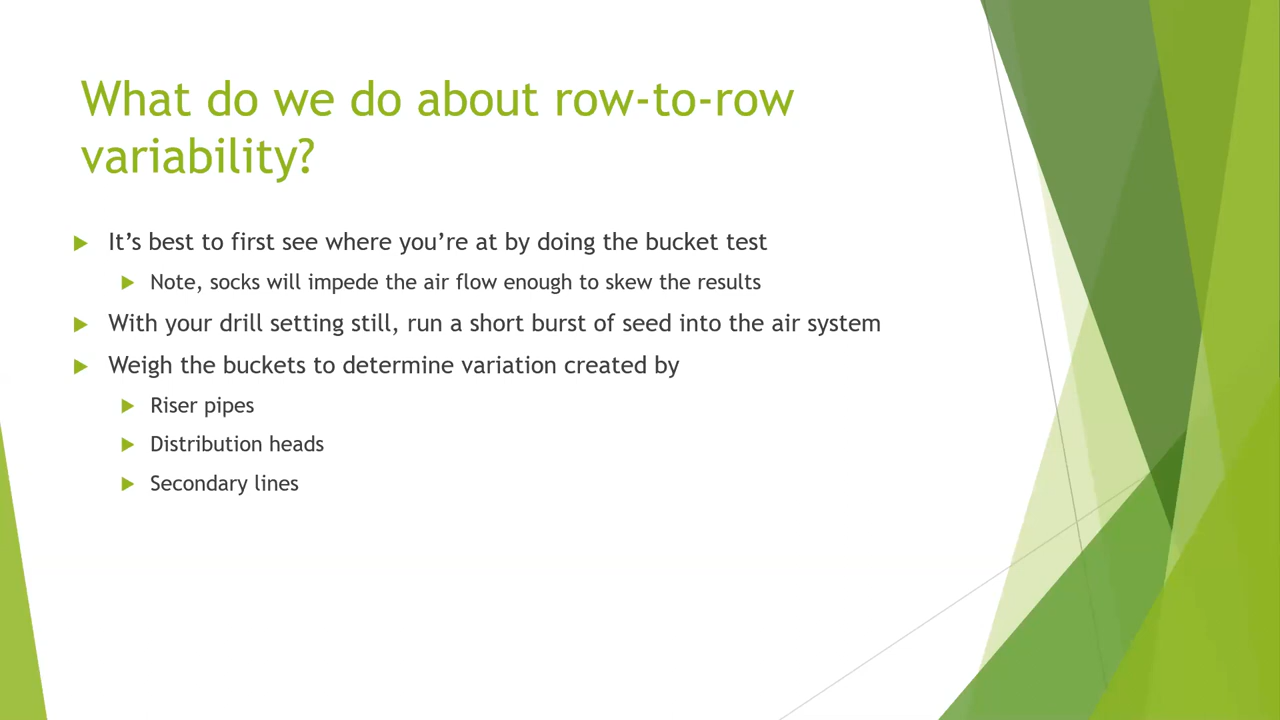 What do we do about row-to-row
variability?
It’s best to first see where you’re at by doing the bucket test
Note, socks will impede the air flow enough to skew the results
With your drill setting still, run a short burst of seed into the air system
Weigh the buckets to determine variation created by
Riser pipes
Distribution heads
Secondary lines